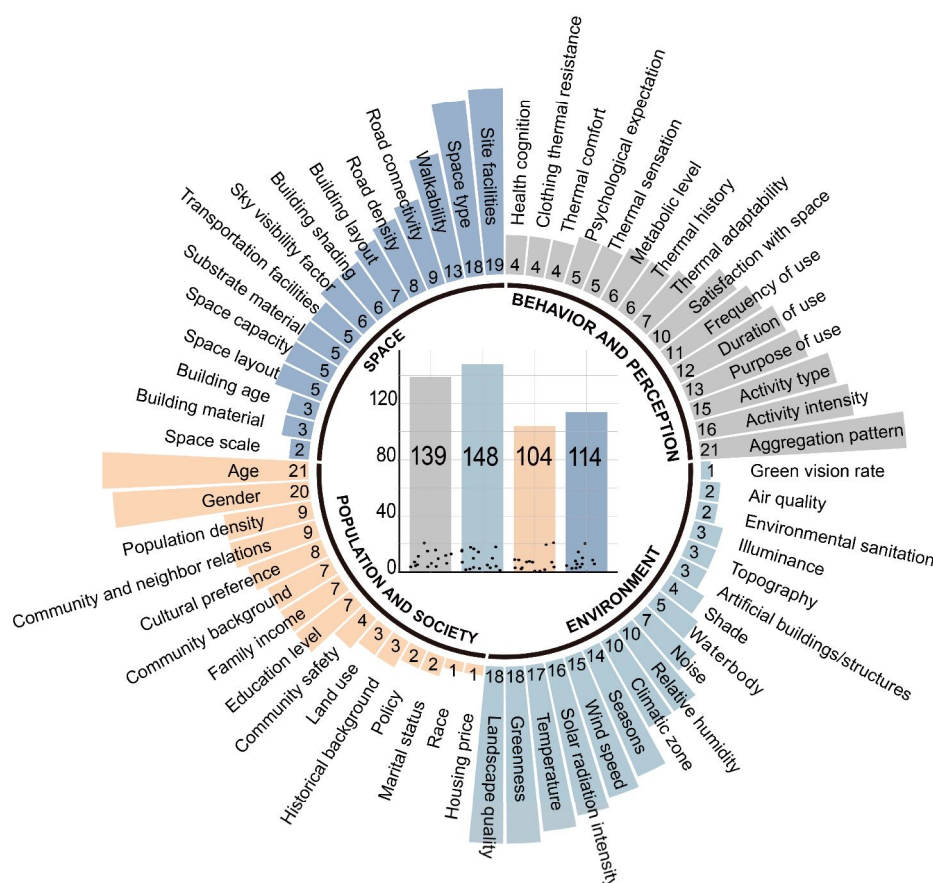 Health cognition
4
Clothing thermal resistance
4
Thermal comfort
4
Psychological expectation
5
Thermal sensation
5
Metabolic level
6
Thermal history
6
Thermal adaptability
7
Satisfaction with space
10
Frequency of use
11
Duration of use
12
Purpose of use
13
Activity type
15
Activity intensity
16
Aggregation pattern
21
Green vision rate
1
Air quality
2
Environmental sanitation
2
Illuminance
3
Topography
3
Artificial buildings/structures
3
Shade
4
Waterbody
5
Noise
7
Relative humidity
10
Climatic zone
10
Seasons
14
Wind speed
15
Solar radiation intensity
16
Temperature
17
Greenness
18
Landscape quality
18
Housing price
1
Race
1
Marital status
2
Policy
2
Historical background
3
Land use
3
Community safety
4
Education level
7
Family income
7
Community background
7
Cultural preference
8
Community and neighbor relations
9
Population density
9
Gender
20
Age
21
Space scale
2
Building material
3
Building age
3
Space layout
5
Space capacity
5
Substrate material
5
Transportation facilities
5
Sky visibility factor
6
Building shading
6
Building layout
7
Road density
8
Road connectivity
9
Walkability
13
Space type
18
Site facilities
19
BEHAVIOR AND PERCEPTION
ENVIRONMENT
POPULATION AND SOCIETY
SPACE
120
80
40
0
139
148
104
114